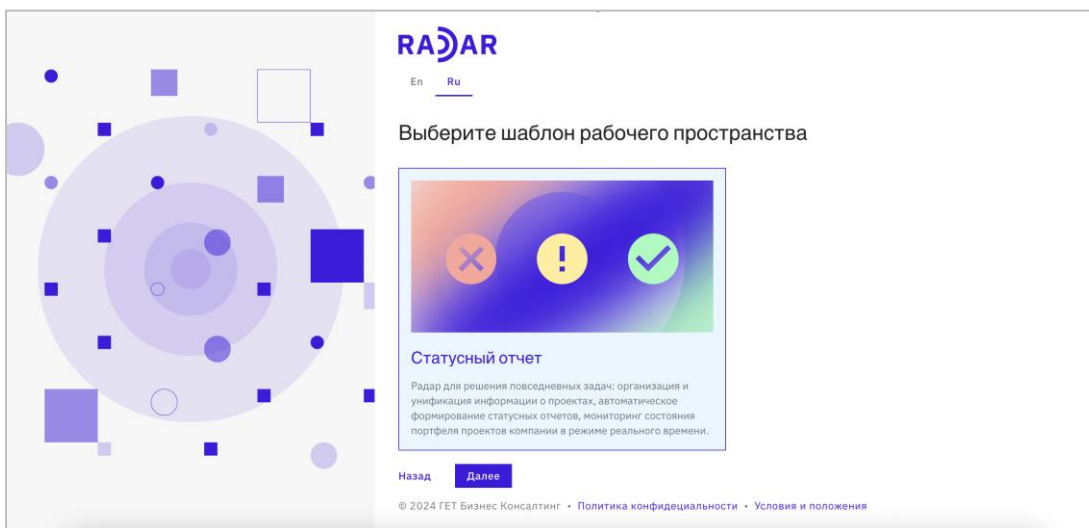 RADAR
En Ru
Выберите шаблон рабочего пространства
Статусный отчет
Радар для решения повседневных задач: организация и
унификация информации о проектах, автоматическое
формирование статусных отчетов, мониторинг состояния
портфеля проектов компании в режиме реального времени.
Назад Далее
© 2024 ГЕТ Бизнес Консалтинг • Политика конфидециальности • Условия и положения